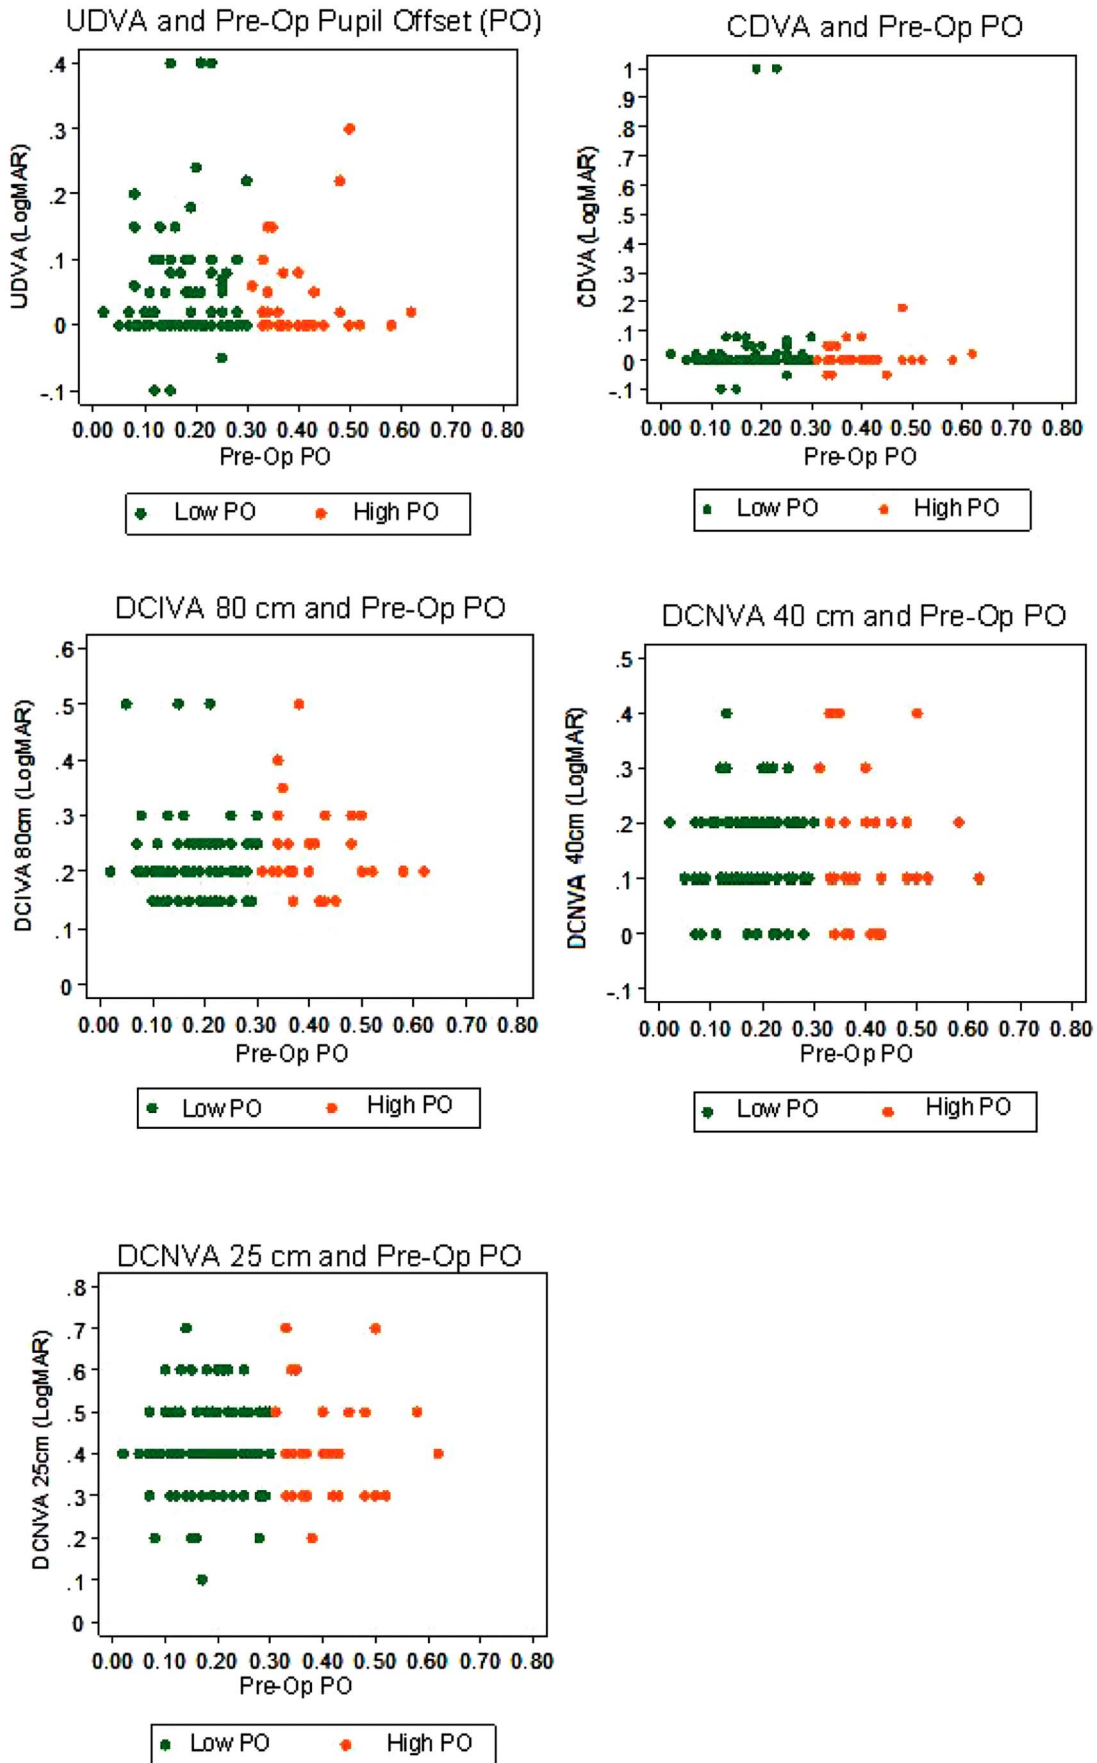 UDVA and Pre-Op Pupil Offset (PO)
UDVA (LogMAR)
.4
.3
.2
.1
0
-.1
0.00 0.10 0.20 0.30 0.40 0.50 0.60 0.70 0.80
Pre-Op PO
Low PO High PO
CDVA and Pre-Op PO
CDVA (LogMAR)
1
.9
.8
.7
.6
.5
.4
.3
.2
.1
0
-.1
0.00 0.10 0.20 0.30 0.40 0.50 0.60 0.70 0.80
Pre-Op PO
Low PO High PO
DCIVA 80 cm and Pre-Op PO
DCIVA 80cm (LogMAR)
.6
.5
.4
.3
.2
.1
0
0.00 0.10 0.20 0.30 0.40 0.50 0.60 0.70 0.80
Pre-Op PO
Low PO High PO
DCNVA 40 cm and Pre-Op PO
DCNVA 40cm (LogMAR)
.5
.4
.3
.2
.1
0
-.1
0.00 0.10 0.20 0.30 0.40 0.50 0.60 0.70 0.80
Pre-Op PO
Low PO High PO
DCNVA 25 cm and Pre-Op PO
DCNVA 25cm (LogMAR)
.8
.7
.6
.5
.4
.3
.2
.1
0
0.00 0.10 0.20 0.30 0.40 0.50 0.60 0.70 0.80
Pre-Op PO
Low PO High PO